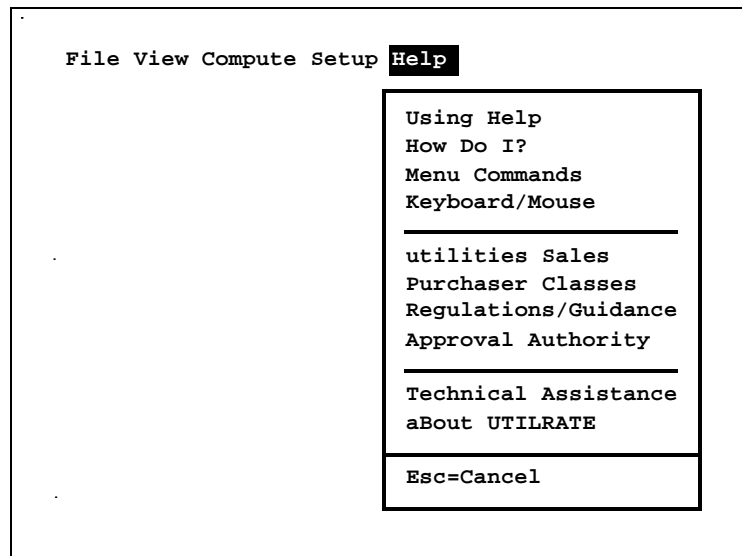 File View Compute Setup Help
Using Help
How Do I?
Menu Commands
Keyboard/Mouse
utilities Sales
Purchaser Classes
Regulations/Guidance
Approval Authority
Technical Assistance
aBout UTILRATE
Esc=Cancel